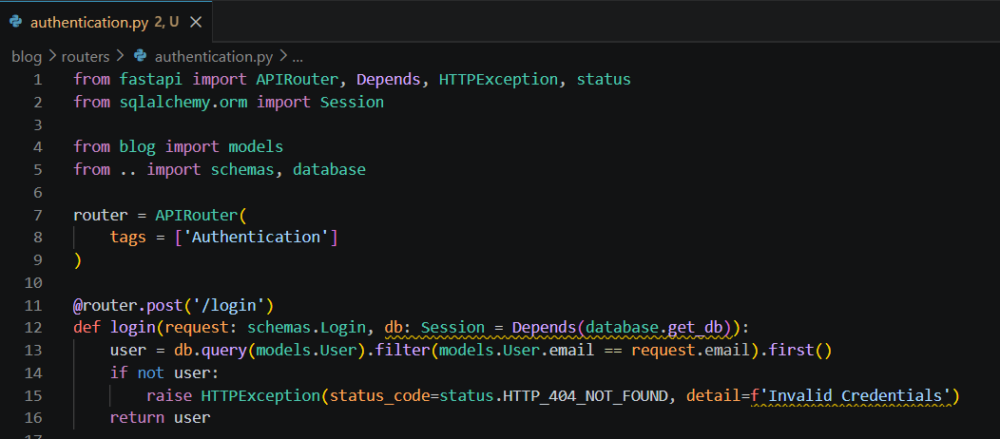 authentication.py 2, U
blog > routers > authentication.py > ...
1 from fastapi import APIRouter, Depends, HTTPException, status
2 from sqlalchemy.orm import Session
3
4 from blog import models
5 from .. import schemas, database
6
7 router = APIRouter(
8     tags = ['Authentication']
9 )
10
11 @router.post('/login')
12 def login(request: schemas.Login, db: Session = Depends(database.get_db)):
13     user = db.query(models.User).filter(models.User.email == request.email).first()
14     if not user:
15         raise HTTPException(status_code=status.HTTP_404_NOT_FOUND, detail=f'Invalid Credentials')
16     return user
17